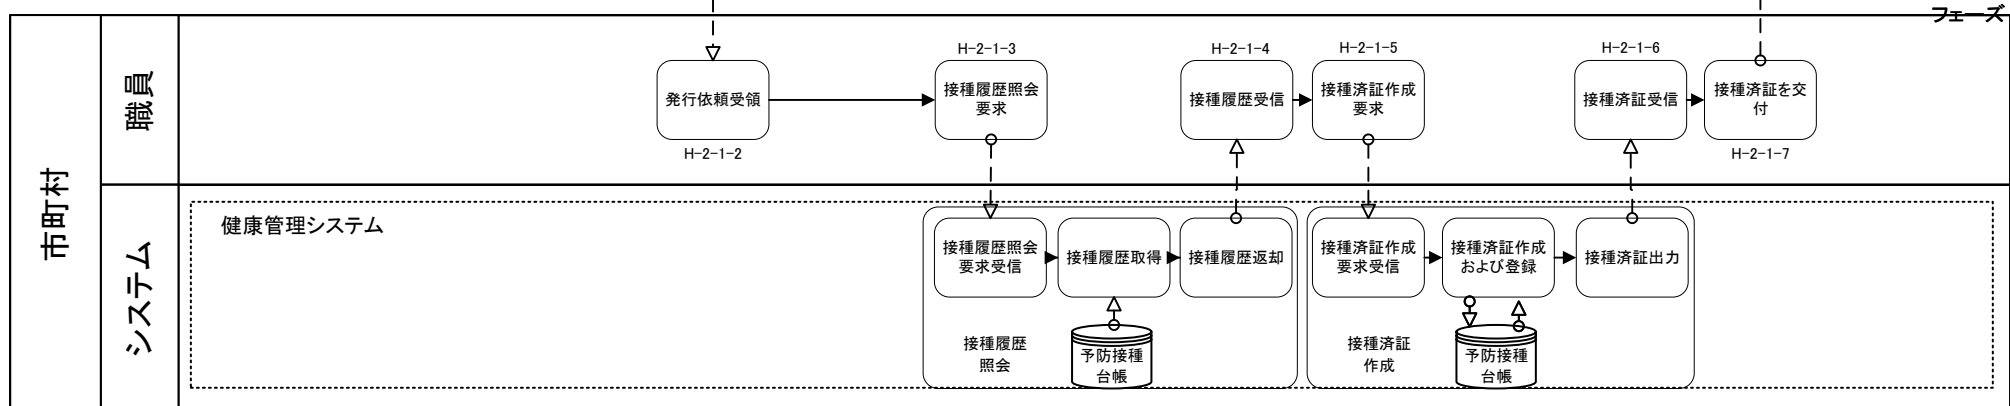 フェーズ
市町村
職員
発行依頼受領
H-2-1-2
H-2-1-3
接種履歴照会
要求
H-2-1-4
接種履歴受信
H-2-1-5
接種済証作成
要求
H-2-1-6
接種済証受信
接種済証を交
付
H-2-1-7
システム
健康管理システム
接種履歴照会
要求受信
接種履歴取得
接種履歴返却
接種履歴
照会
予防接種
台帳
接種済証作成
要求受信
接種済証作成
および登録
接種済証出力
接種済証
作成
予防接種
台帳